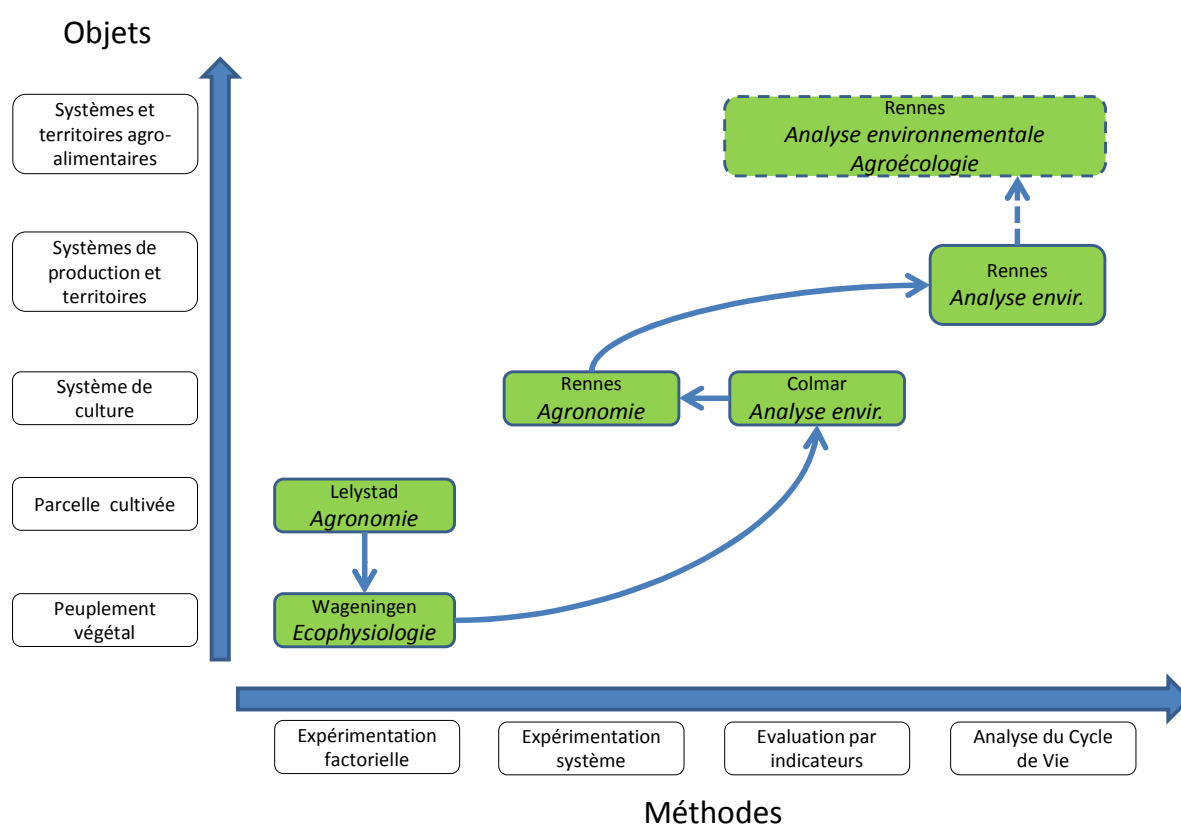 Objets
Systèmes et
territoires agro-
alimentaires
Rennes
Analyse environnementale
Agroécologie
Systèmes de
production et
territoires
Rennes
Analyse envir.
Système de
culture
Rennes
Agronomie
Colmar
Analyse envir.
Parcelle cultivée
Lelystad
Agronomie
Peuplement
végétal
Wageningen
Ecophysiologie
Expérimentation
factorielle
Expérimentation
système
Evaluation par
indicateurs
Analyse du Cycle
de Vie
Méthodes